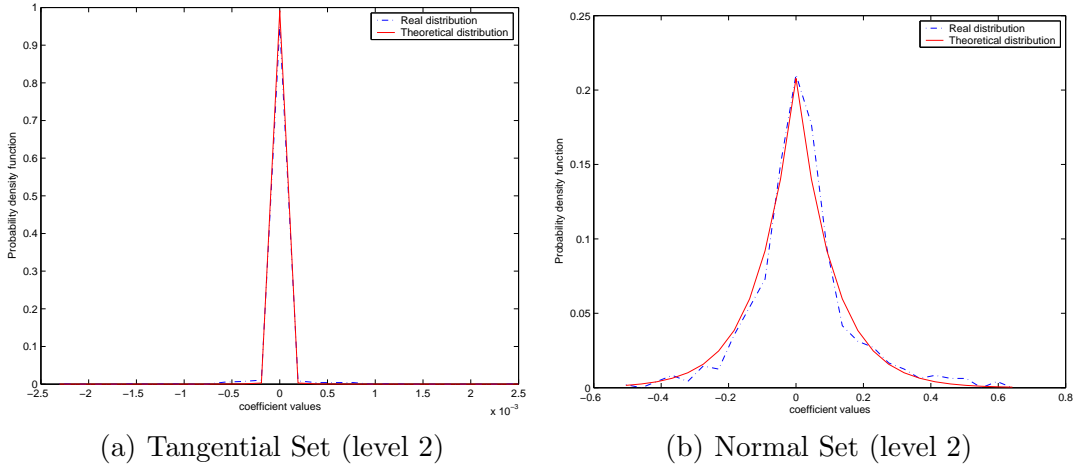 1
0.9
0.8
0.7
0.6
0.5
0.4
0.3
0.2
0.1
0
Probability density function
−2.5 −2 −1.5 −1 −0.5 0 0.5 1 1.5 2 2.5
x 10⁻³
coefficient values
Real distribution
Theoretical distribution
(a) Tangential Set (level 2)
0.25
0.2
0.15
0.1
0.05
0
Probability density function
−0.6 −0.4 −0.2 0 0.2 0.4 0.6 0.8
coefficient values
Real distribution
Theoretical distribution
(b) Normal Set (level 2)